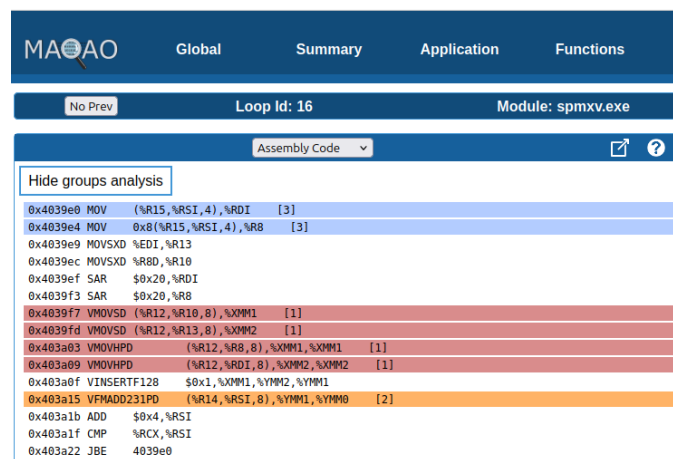 MAQAO Global Summary Application Functions
No Prev Loop Id: 16 Module: spmxv.exe
Assembly Code
Hide groups analysis
0x4039e0 MOV (%R15,%RSI,4),%RDI [3]
0x4039e4 MOV 0x8(%R15,%RSI,4),%R8 [3]
0x4039e9 MOVSXD %EDI,%R13
0x4039ec MOVSXD %R8D,%R10
0x4039ef SAR $0x20,%RDI
0x4039f3 SAR $0x20,%R8
0x4039f7 VMOVSD (%R12,%R10,8),%XMM1 [1]
0x4039fd VMOVSD (%R12,%R13,8),%XMM2 [1]
0x403a03 VMOVHPD (%R12,%R8,8),%XMM1,%XMM1 [1]
0x403a09 VMOVHPD (%R12,%RDI,8),%XMM2,%XMM2 [1]
0x403a0f VINSERTF128 $0x1,%XMM1,%YMM2,%YMM1
0x403a15 VFMADD231PD (%R14,%RSI,8),%YMM1,%YMM0 [2]
0x403a1b ADD $0x4,%RSI
0x403a1f CMP %RCX,%RSI
0x403a22 JBE 4039e0